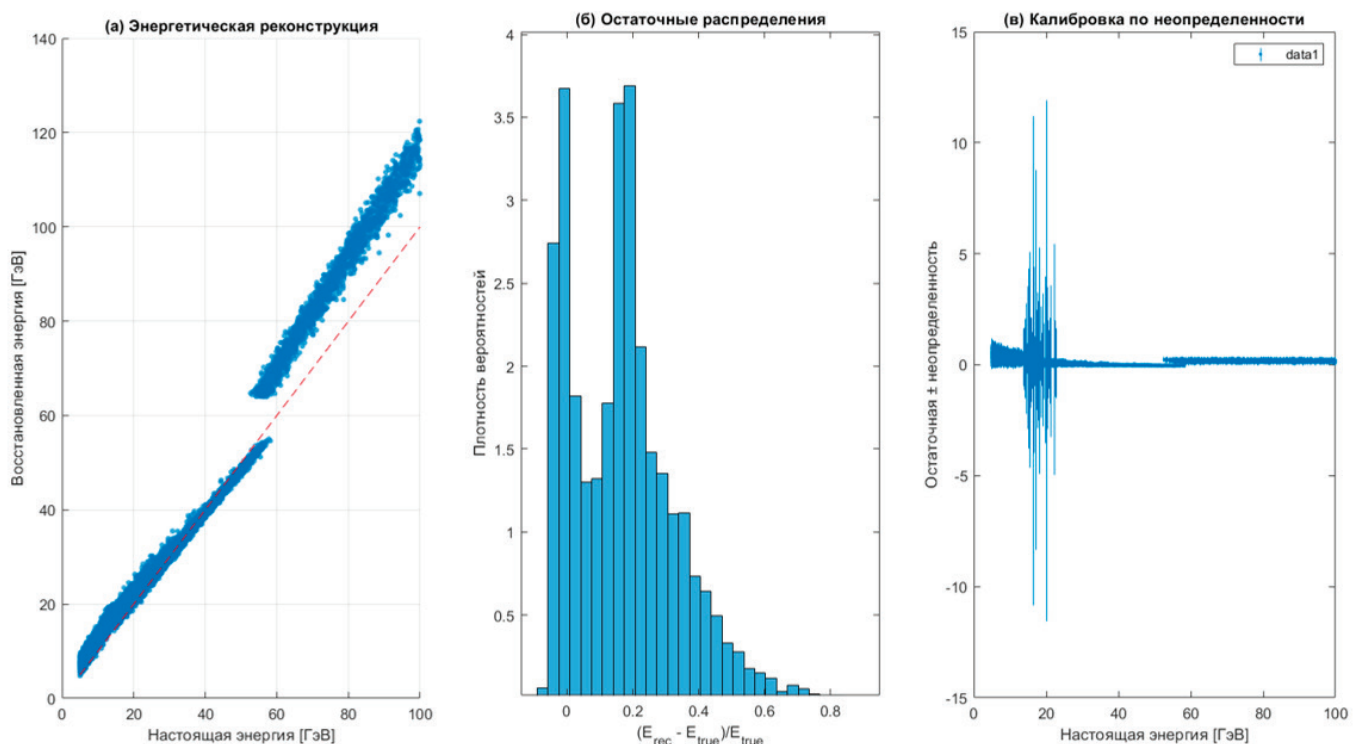 (а) Энергетическая реконструкция
140
120
100
80
60
40
20
0
Восстановленная энергия [ГэВ]
0 20 40 60 80 100
Настоящая энергия [ГэВ]
(б) Остаточные распределения
4
3.5
3
2.5
2
1.5
1
0.5
Плотность вероятностей
0 0.2 0.4 0.6 0.8
(E_rec - E_true)/E_true
(в) Калибровка по неопределенности
data1
15
10
5
0
-5
-10
-15
Остаточная ± неопределенность
0 20 40 60 80 100
Настоящая энергия [ГэВ]